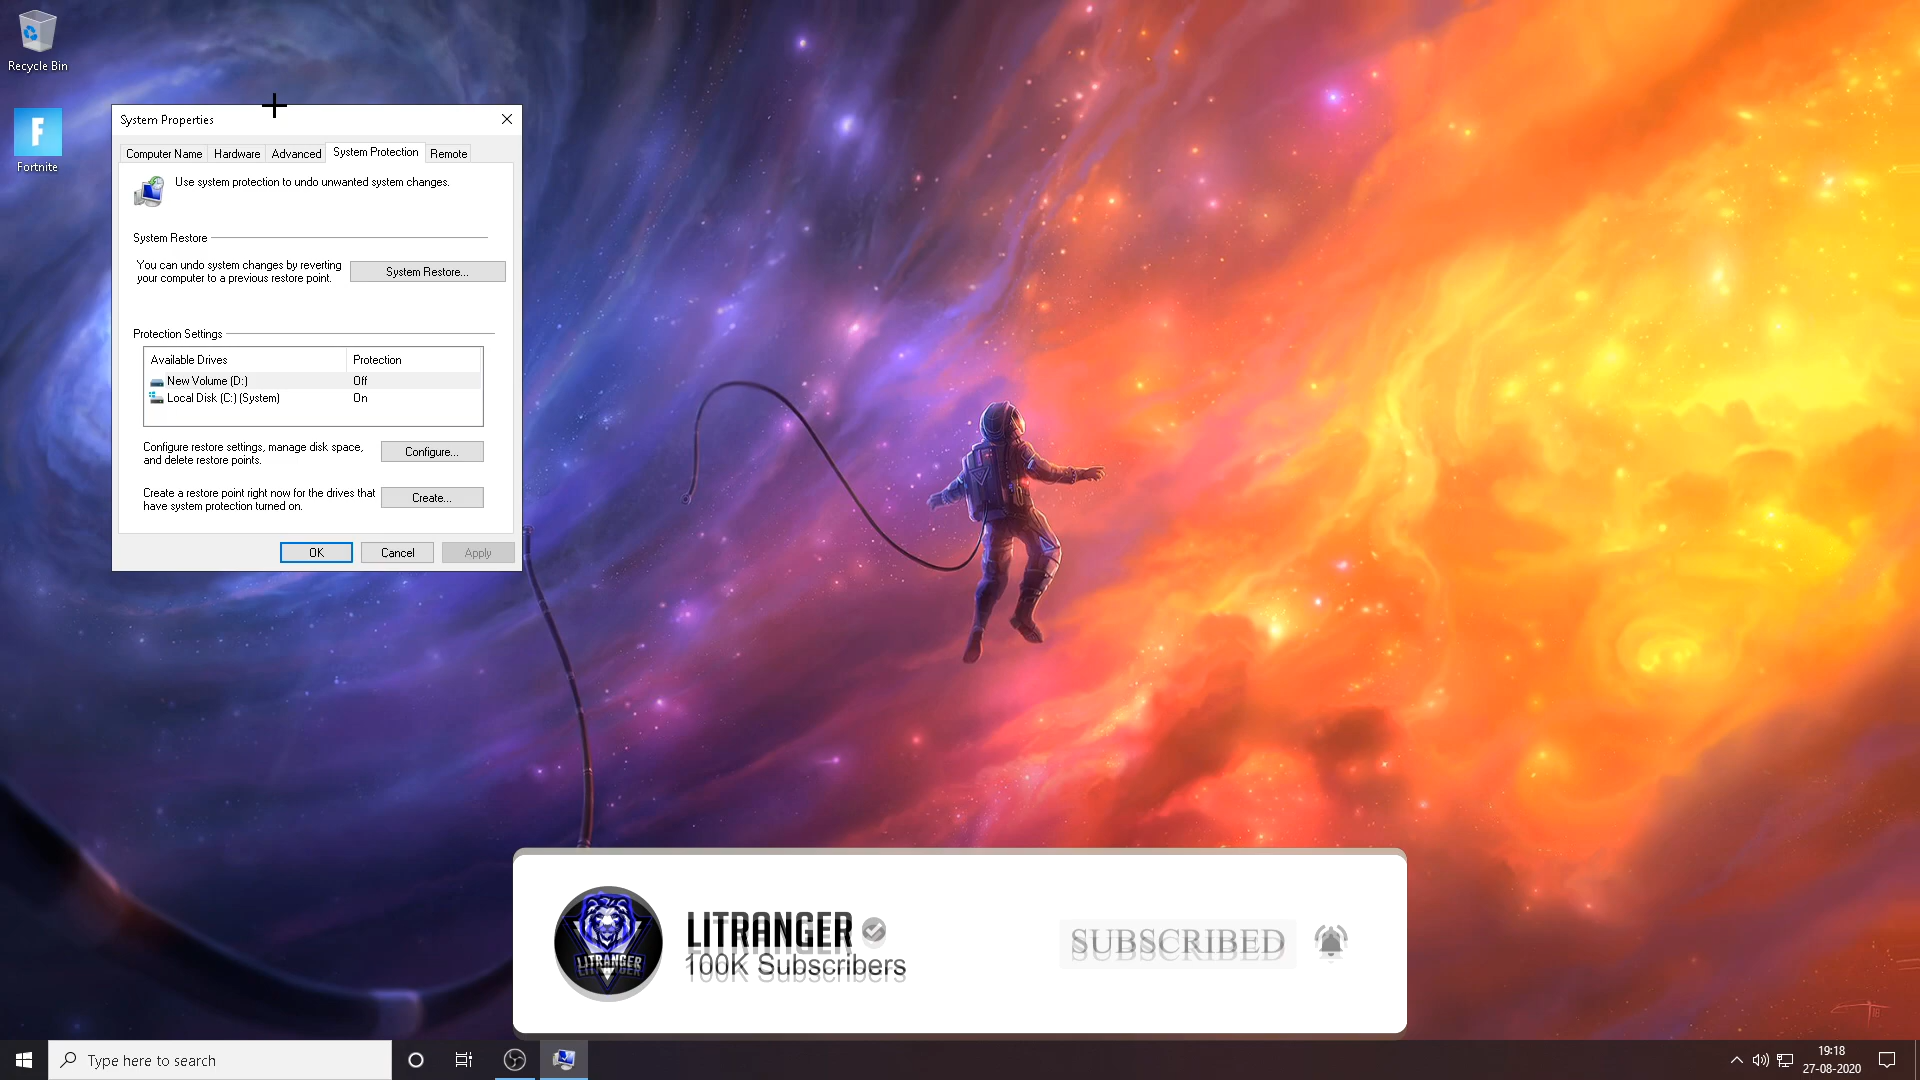 Recycle Bin
Fortnite
System Properties
Computer Name
Hardware
Advanced
System Protection
Remote
Use system protection to undo unwanted system changes.
System Restore
You can undo system changes by reverting
your computer to a previous restore point.
System Restore...
Protection Settings
Available Drives
Protection
New Volume (D:)
Off
Local Disk (C:) (System)
On
Configure restore settings, manage disk space,
and delete restore points.
Configure...
Create a restore point right now for the drives that
have system protection turned on.
Create...
OK
Cancel
Apply
LITRANGER
LITRANGER
100K Subscribers
SUBSCRIBED
Type here to search
19:18
27-08-2020